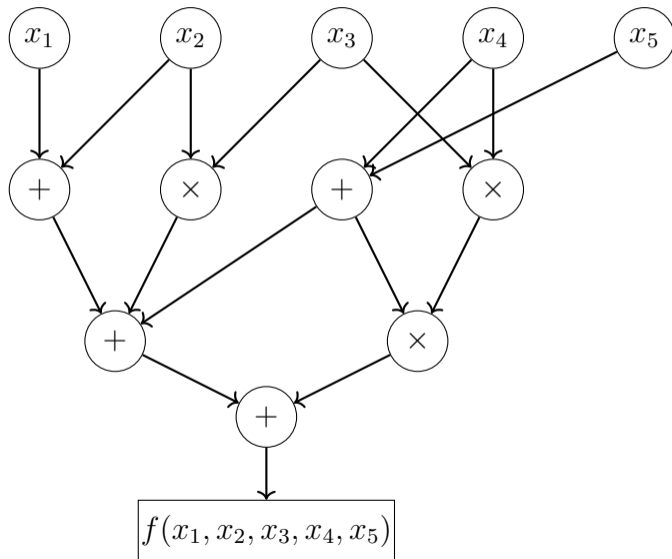 x₁ x₂ x₃ x₄ x₅
+ × + ×
+ ×
+
f(x₁, x₂, x₃, x₄, x₅)